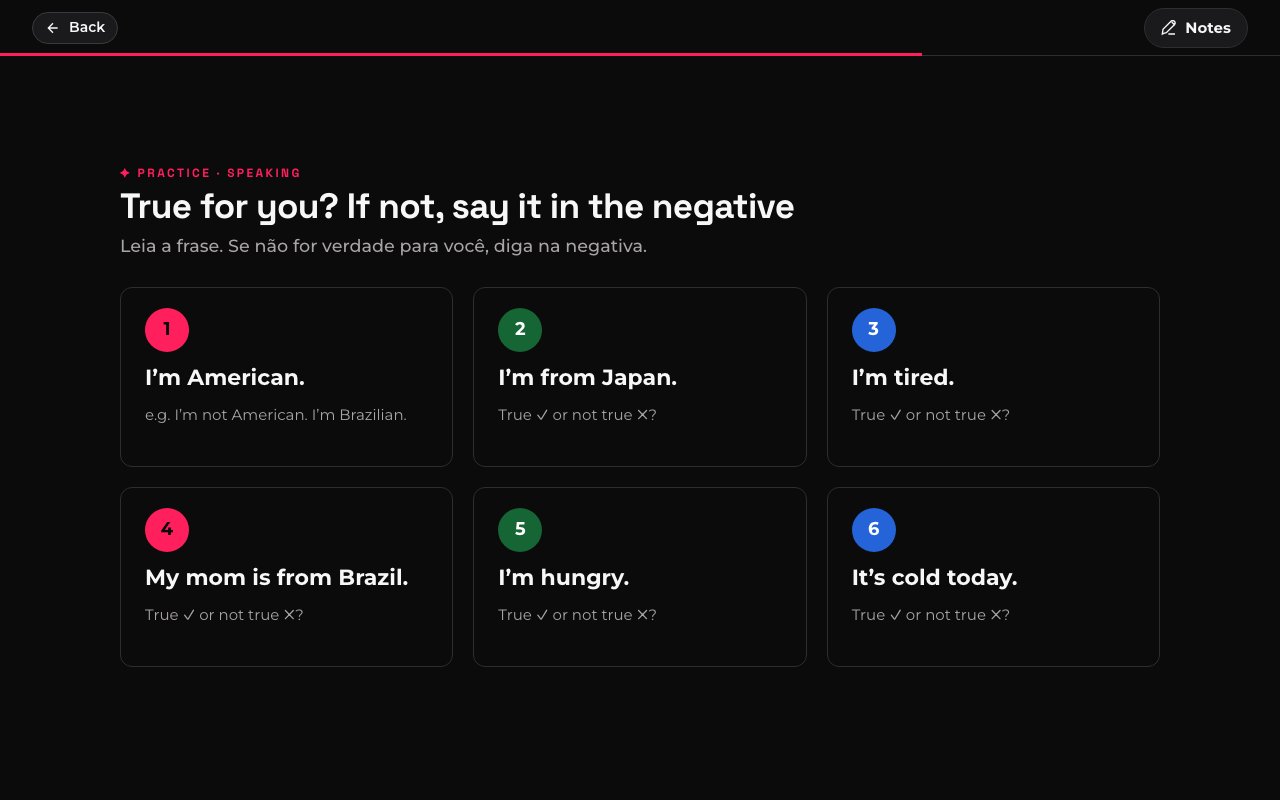 Back
Notes
✦ PRACTICE · SPEAKING
True for you? If not, say it in the negative
Leia a frase. Se não for verdade para você, diga na negativa.
1
I’m American.
e.g. I’m not American. I’m Brazilian.
2
I’m from Japan.
True ✓ or not true ✕?
3
I’m tired.
True ✓ or not true ✕?
4
My mom is from Brazil.
True ✓ or not true ✕?
5
I’m hungry.
True ✓ or not true ✕?
6
It’s cold today.
True ✓ or not true ✕?